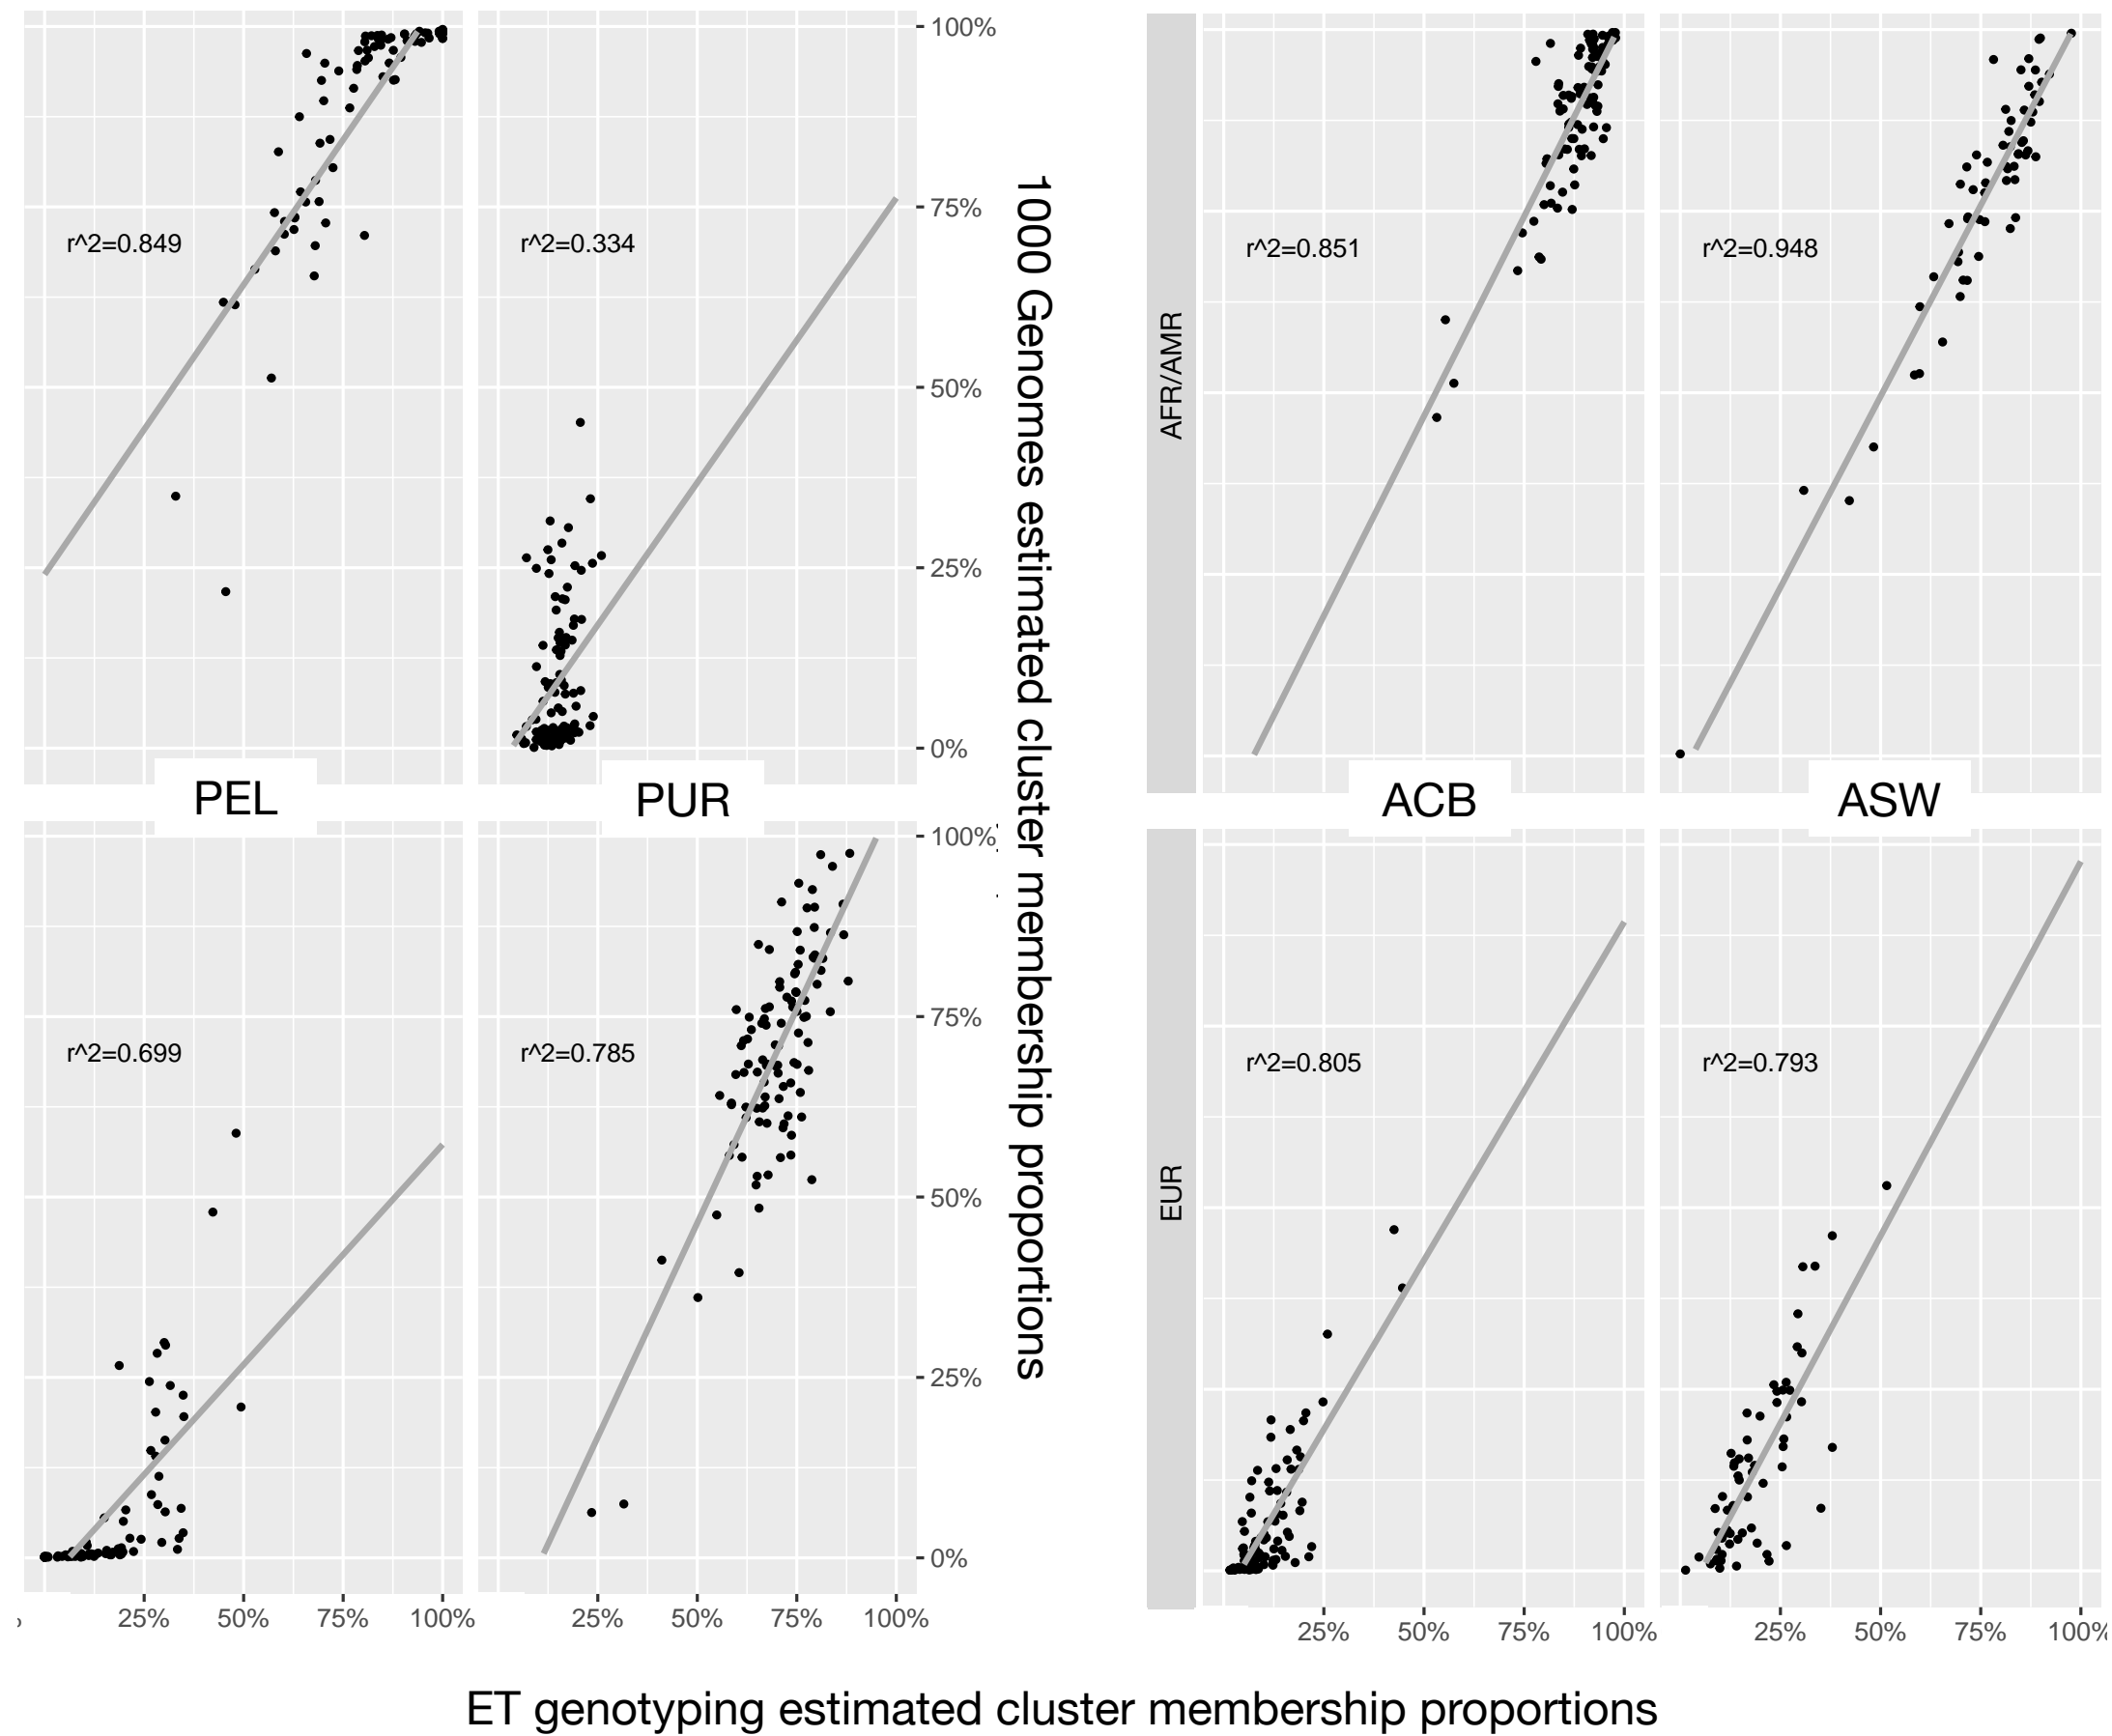 100%
75%
50%
25%
0%
r^2=0.849
r^2=0.334
PEL
PUR
100%
75%
50%
25%
0%
r^2=0.699
r^2=0.785
25%
50%
75%
100%
25%
50%
75%
100%
1000 Genomes estimated cluster membership proportions
AFR/AMR
r^2=0.851
r^2=0.948
ACB
ASW
EUR
r^2=0.805
r^2=0.793
25%
50%
75%
100%
25%
50%
75%
100%
ET genotyping estimated cluster membership proportions